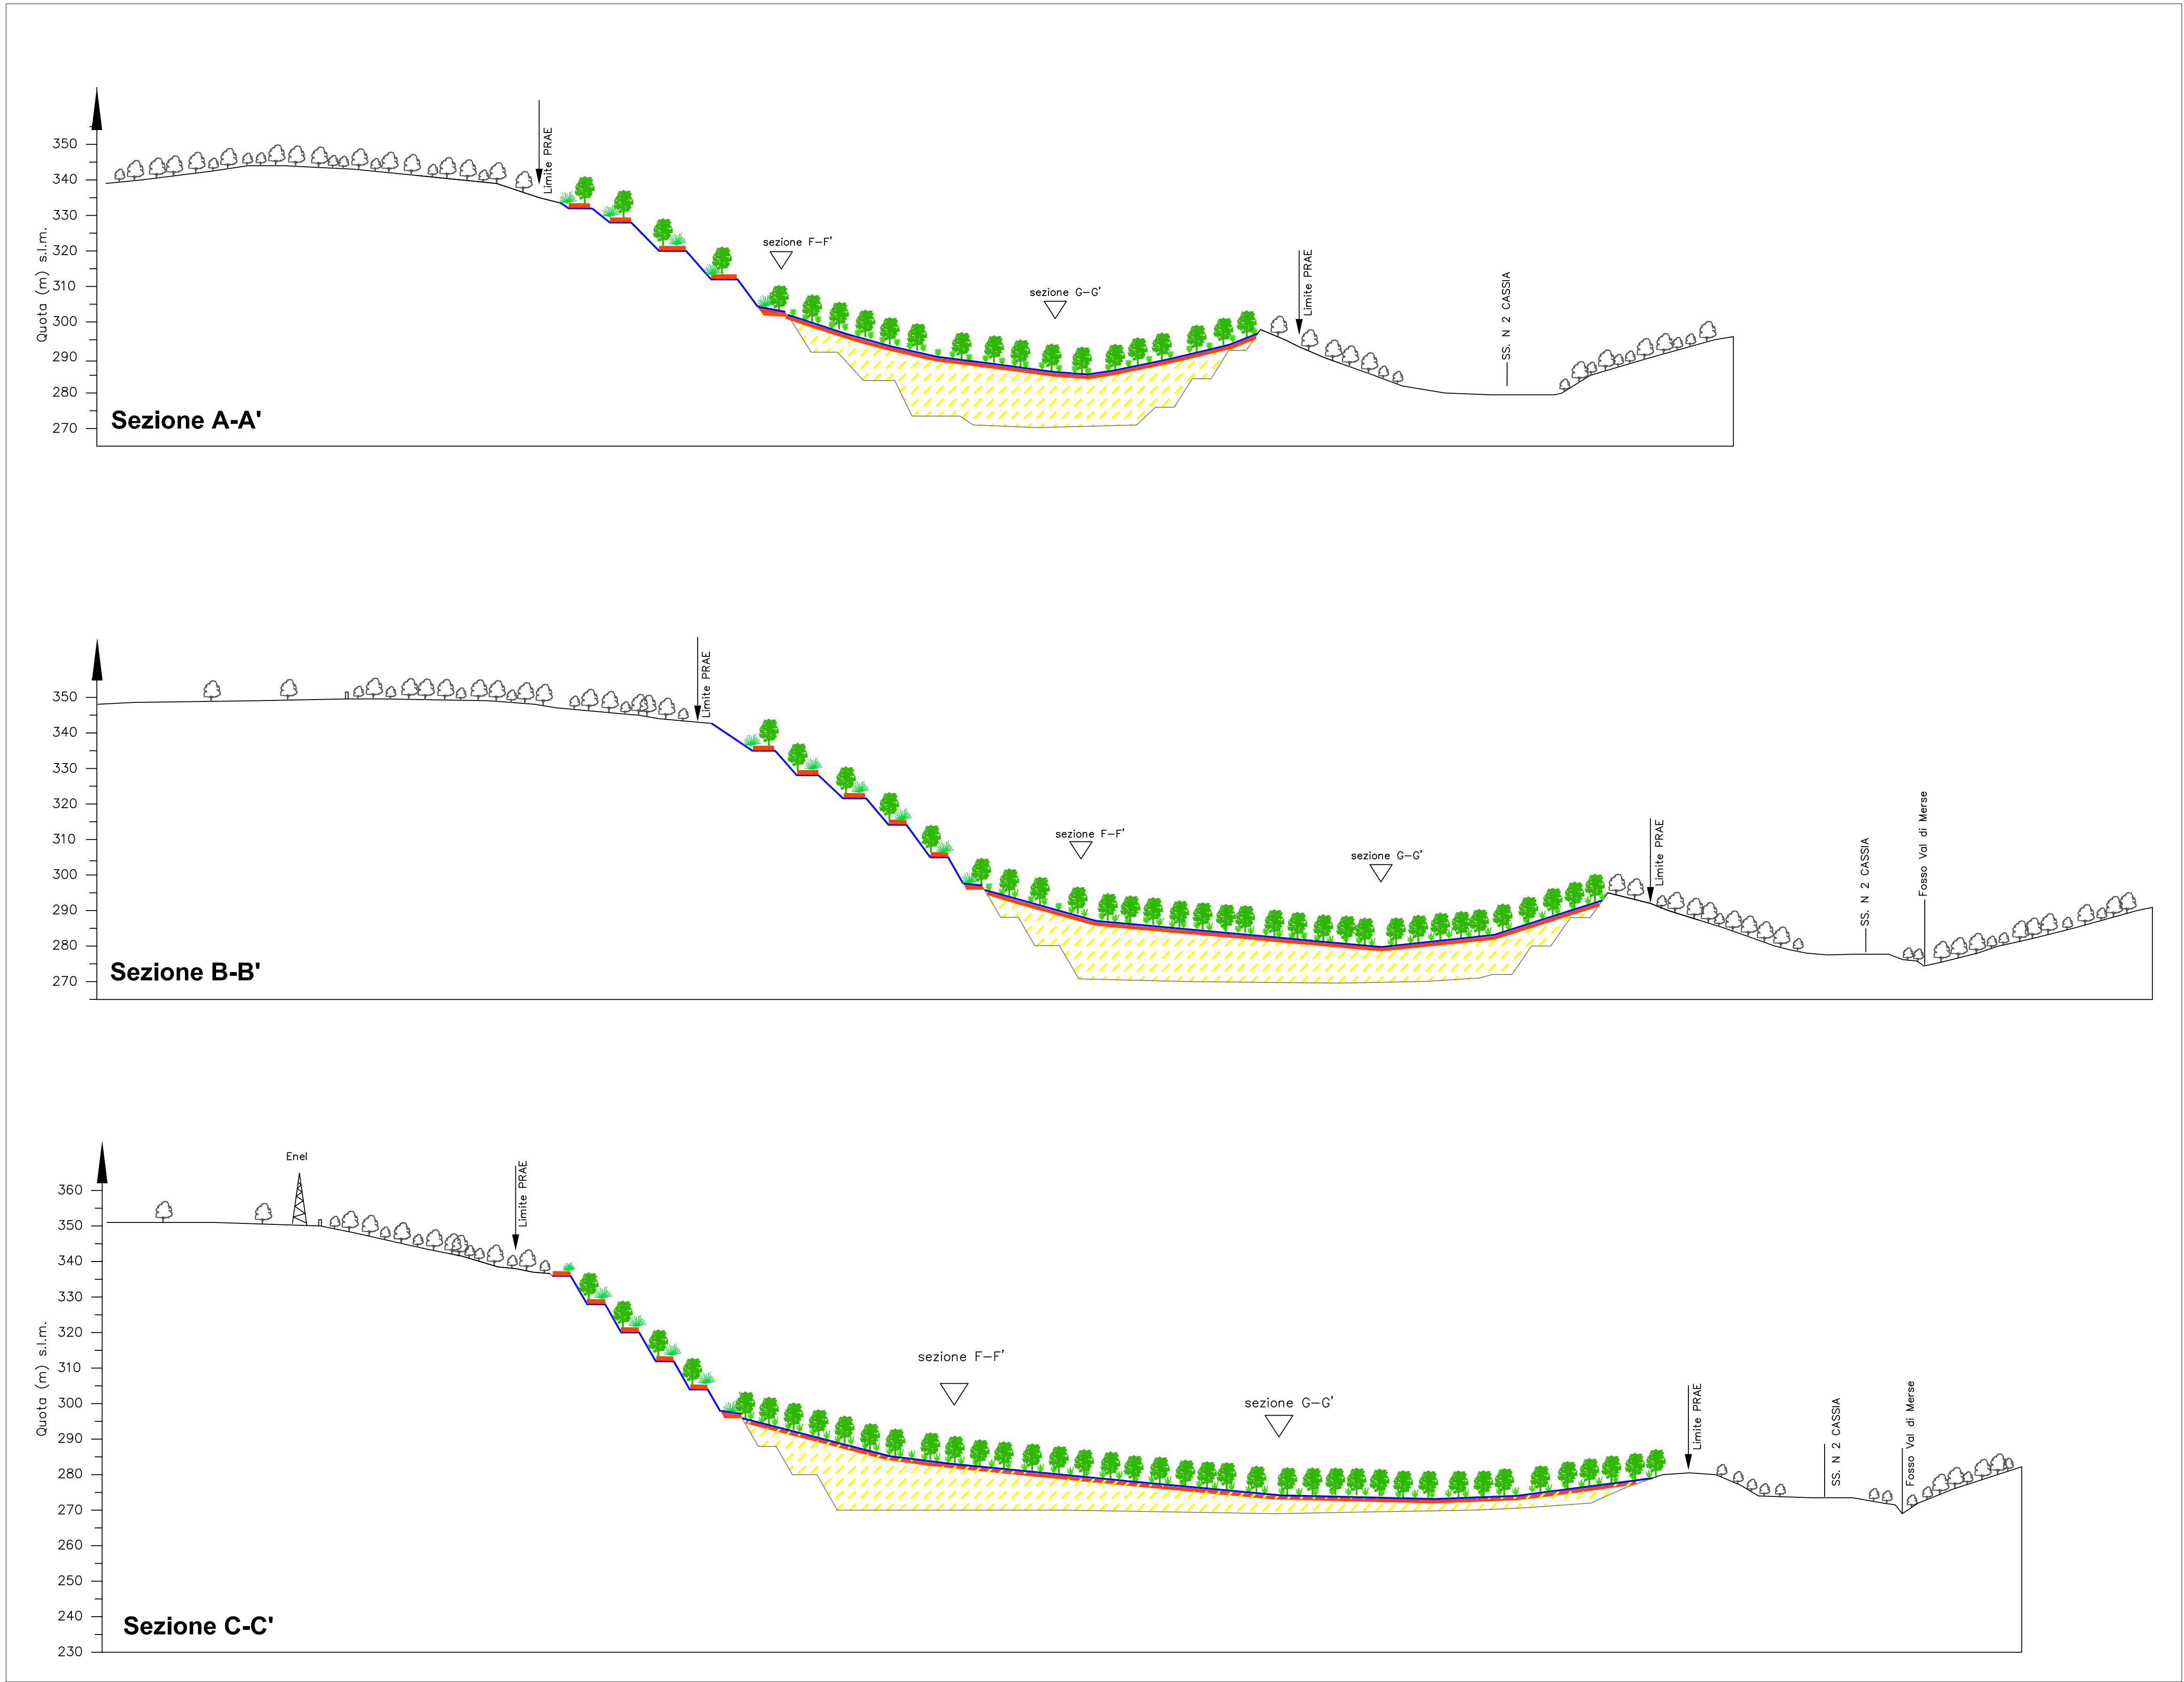 350
340
330
320
310
300
290
280
270
Quota (m) s.l.m.
Limite PRAE
sezione F-F'
sezione G-G'
Limite PRAE
SS. N 2 CASSIA
Sezione A-A'
350
340
330
320
310
300
290
280
270
Limite PRAE
sezione F-F'
sezione G-G'
Limite PRAE
SS. N 2 CASSIA
Fosso Val di Merse
Sezione B-B'
360
350
340
330
320
310
300
290
280
270
260
250
240
230
Quota (m) s.l.m.
Enel
Limite PRAE
sezione F-F'
sezione G-G'
Limite PRAE
SS. N 2 CASSIA
Fosso Val di Merse
Sezione C-C'